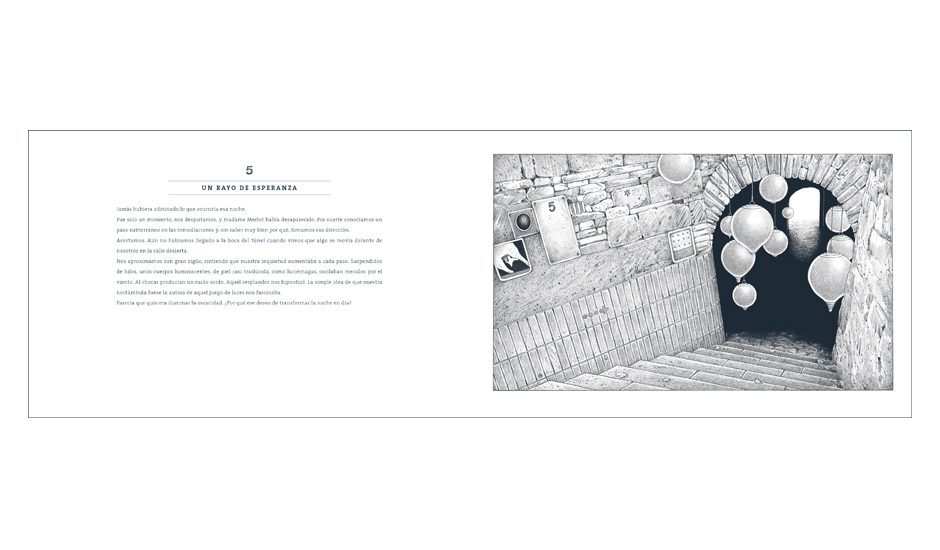 5
UN RAYO DE ESPERANZA
Jamás hubiera adivinado lo que ocurriría esa noche.
Fue solo un momento, nos despistamos, y madame Merlot había desaparecido. Por suerte conocíamos un
paso subterráneo en las inmediaciones y, sin saber muy bien por qué, tomamos esa dirección.
Acertamos. Aún no habíamos llegado a la boca del túnel cuando vimos que algo se movía delante de
nosotros en la calle desierta.
Nos aproximamos con gran sigilo, sintiendo que nuestra inquietud aumentaba a cada paso. Suspendidos
de hilos, unos cuerpos luminiscentes, de piel casi traslúcida, como luciérnagas, oscilaban mecidos por el
viento. Al chocar producían un ruido sordo. Aquel resplandor nos hipnotizó. La simple idea de que nuestra
noctámbula fuese la autora de aquel juego de luces nos fascinaba.
Parecía que quisiera iluminar la oscuridad. ¿Por qué ese deseo de transformar la noche en día?
5